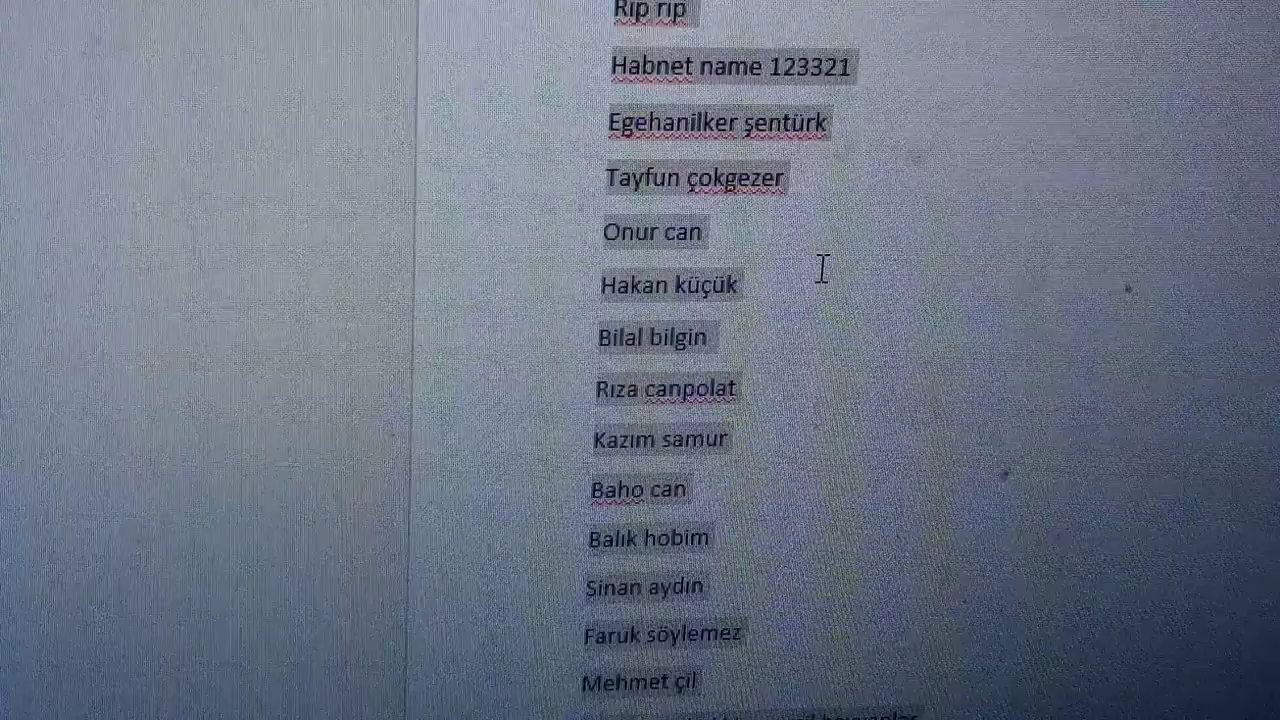 Rıp rıp
Habnet name 123321
Egehanilker şentürk
Tayfun çokgezer
Onur can
Hakan küçük
Bilal bilgin
Rıza canpolat
Kazım samur
Baho can
Balık hobim
Sinan aydın
Faruk söylemez
Mehmet çil